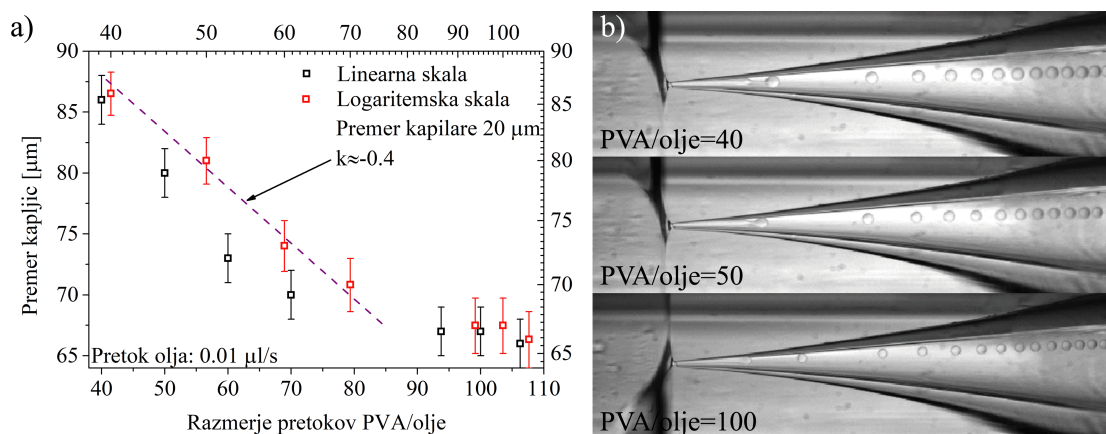 a)
40 50 60 70 80 90 100
90
85
80
75
70
65
Premer kapljic [µm]
Linearna skala
Logaritemska skala
Premer kapilare 20 µm
k≈-0.4
Pretok olja: 0.01 µl/s
90
80
70
65
40 50 60 70 80 90 100 110
Razmerje pretokov PVA/olje
b)
PVA/olje=40
PVA/olje=50
PVA/olje=100